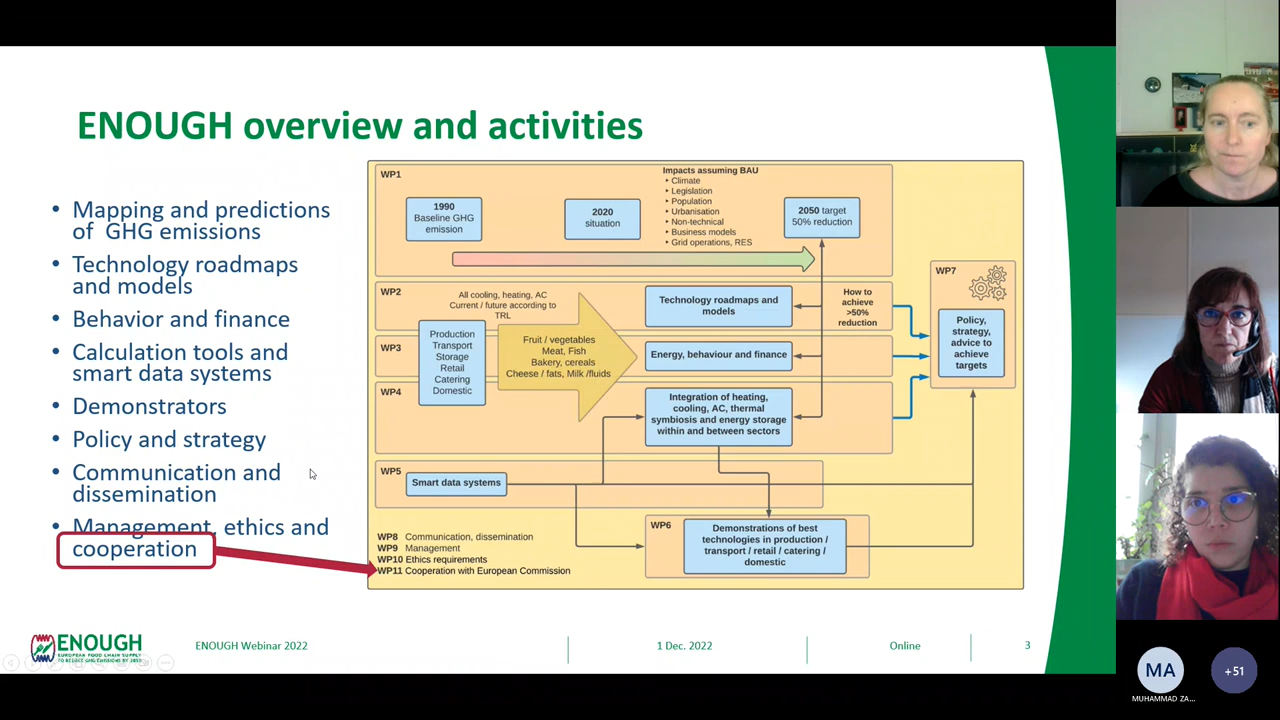 ENOUGH overview and activities
• Mapping and predictions
of GHG emissions
• Technology roadmaps
and models
• Behavior and finance
• Calculation tools and
smart data systems
• Demonstrators
• Policy and strategy
• Communication and
dissemination
• Management, ethics and
cooperation
WP1
1990
Baseline GHG
emission
2020
situation
Impacts assuming BAU
‣ Climate
‣ Legislation
‣ Population
‣ Urbanisation
‣ Non-technical
‣ Business models
‣ Grid operations, RES
2050 target
50% reduction
WP2
All cooling, heating, AC
Current / future according to
TRL
Technology roadmaps and
models
How to
achieve
>50%
reduction
WP3
Production
Transport
Storage
Retail
Catering
Domestic
Fruit / vegetables
Meat, Fish
Bakery, cereals
Cheese / fats, Milk /fluids
Energy, behaviour and finance
WP4
Integration of heating,
cooling, AC, thermal
symbiosis and energy storage
within and between sectors
WP7
Policy,
strategy,
advice to
achieve
targets
WP5
Smart data systems
WP6
Demonstrations of best
technologies in production /
transport / retail / catering /
domestic
WP8 Communication, dissemination
WP9 Management
WP10 Ethics requirements
WP11 Cooperation with European Commission
ENOUGH
EUROPEAN FOOD CHAIN SUPPLY
TO REDUCE GHG EMISSIONS BY 2050
ENOUGH Webinar 2022
1 Dec. 2022
Online
3
MA
MUHAMMAD ZA...
+51